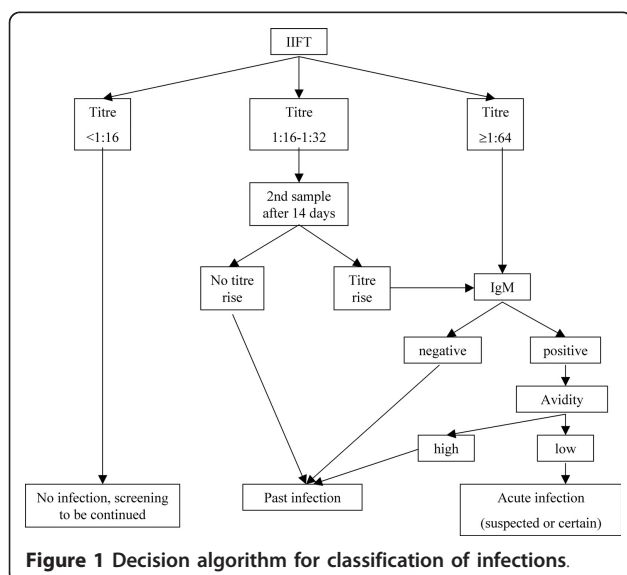 IIFT
Titre
<1:16
Titre
1:16-1:32
Titre
≥1:64
2nd sample
after 14 days
No titre
rise
Titre
rise
IgM
negative
positive
Avidity
high
low
No infection, screening
to be continued
Past infection
Acute infection
(suspected or certain)
Figure 1 Decision algorithm for classification of infections.